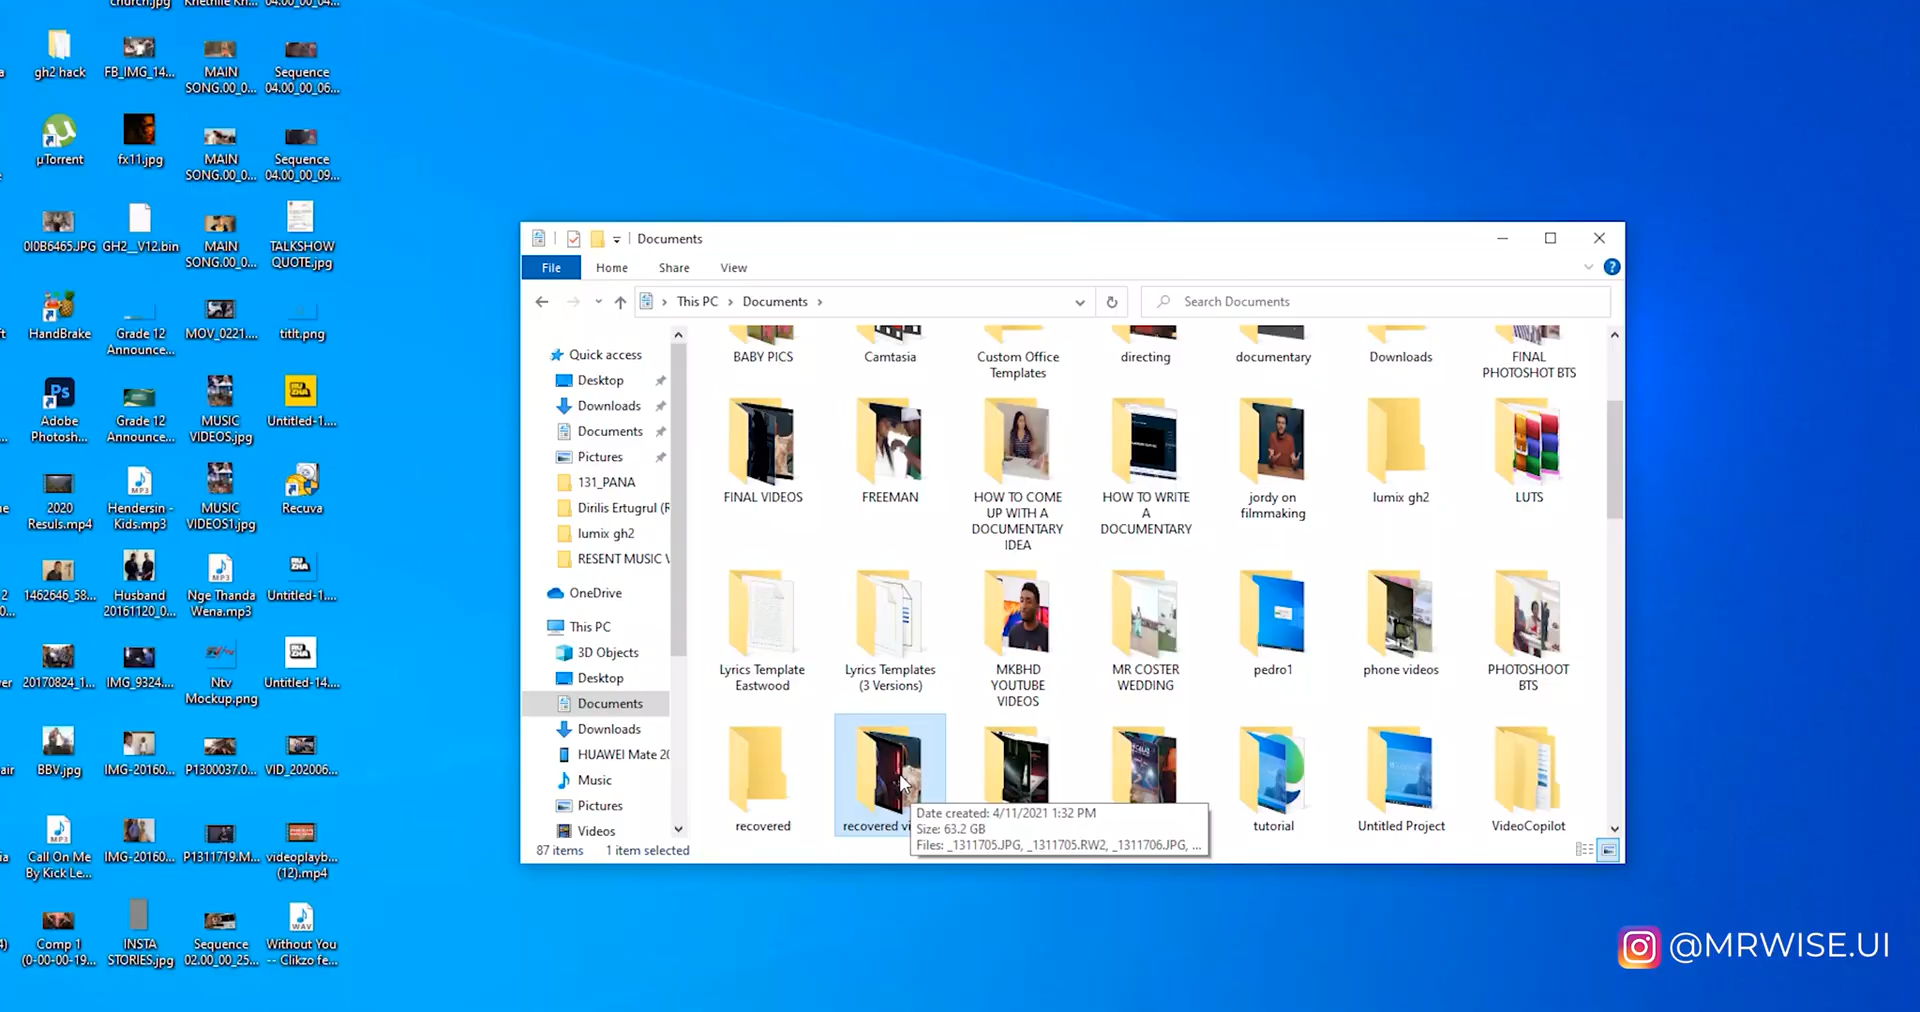 church.jpg
Khethile Kh...
04.00_00_04...
gh2 hack
FB_IMG_14...
MAIN
SONG.00_0...
Sequence
04.00_00_06...
µTorrent
fx11.jpg
MAIN
SONG.00_0...
Sequence
04.00_00_09...
0I0B6465.JPG
GH2__V12.bin
MAIN
SONG.00_0...
TALKSHOW
QUOTE.jpg
HandBrake
Grade 12
Announce...
MOV_0221....
titlt.png
Adobe
Photosh...
Grade 12
Announce...
MUSIC
VIDEOS.jpg
Untitled-1....
2020
Resuls.mp4
Hendersin -
Kids.mp3
MUSIC
VIDEOS1.jpg
Recuva
1462646_58...
Husband
20161120_0...
Nge Thanda
Wena.mp3
Untitled-1....
20170824_1...
IMG_9324....
Ntv
Mockup.png
Untitled-14....
BBV.jpg
IMG-20160...
P1300037.0...
VID_202006...
Call On Me
By Kick Le...
IMG-20160...
P1311719.M...
videoplayb...
(12).mp4
Comp 1
(0-00-00-19...
INSTA
STORIES.jpg
Sequence
02.00_00_25...
Without You
-- Clikzo fe...
Documents
File Home Share View
This PC > Documents >
Search Documents
Quick access
Desktop
Downloads
Documents
Pictures
131_PANA
Dirilis Ertugrul (R
lumix gh2
RESENT MUSIC V
OneDrive
This PC
3D Objects
Desktop
Documents
Downloads
HUAWEI Mate 20
Music
Pictures
Videos
BABY PICS
Camtasia
Custom Office
Templates
directing
documentary
Downloads
FINAL
PHOTOSHOT BTS
FINAL VIDEOS
FREEMAN
HOW TO COME
UP WITH A
DOCUMENTARY
IDEA
HOW TO WRITE
A
DOCUMENTARY
jordy on
filmmaking
lumix gh2
LUTS
Lyrics Template
Eastwood
Lyrics Templates
(3 Versions)
MKBHD
YOUTUBE
VIDEOS
MR COSTER
WEDDING
pedro1
phone videos
PHOTOSHOOT
BTS
recovered
recovered vi
tutorial
Untitled Project
VideoCopilot
Date created: 4/11/2021 1:32 PM
Size: 63.2 GB
Files: _1311705.JPG, _1311705.RW2, _1311706.JPG, ...
87 items 1 item selected
@MRWISE.UI